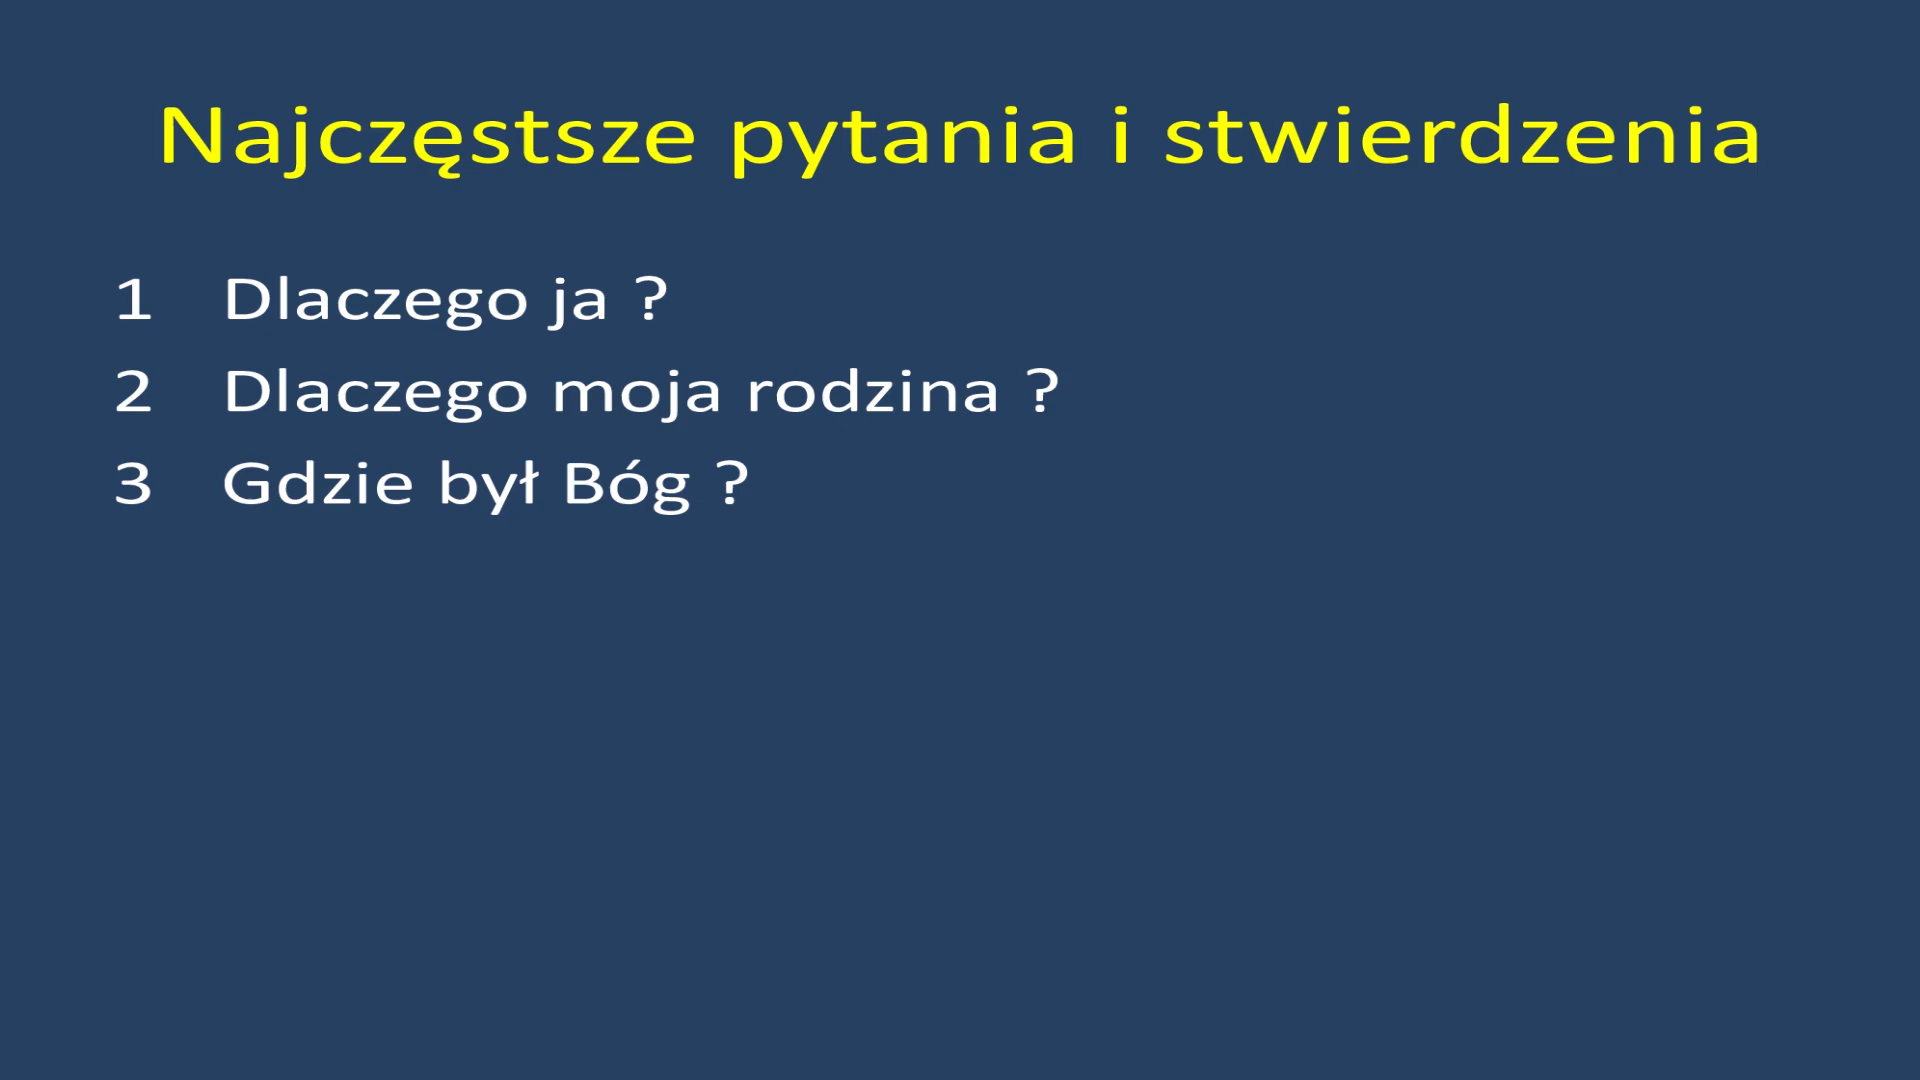 Najczęstsze pytania i stwierdzenia
1 Dlaczego ja ?
2 Dlaczego moja rodzina ?
3 Gdzie był Bóg ?